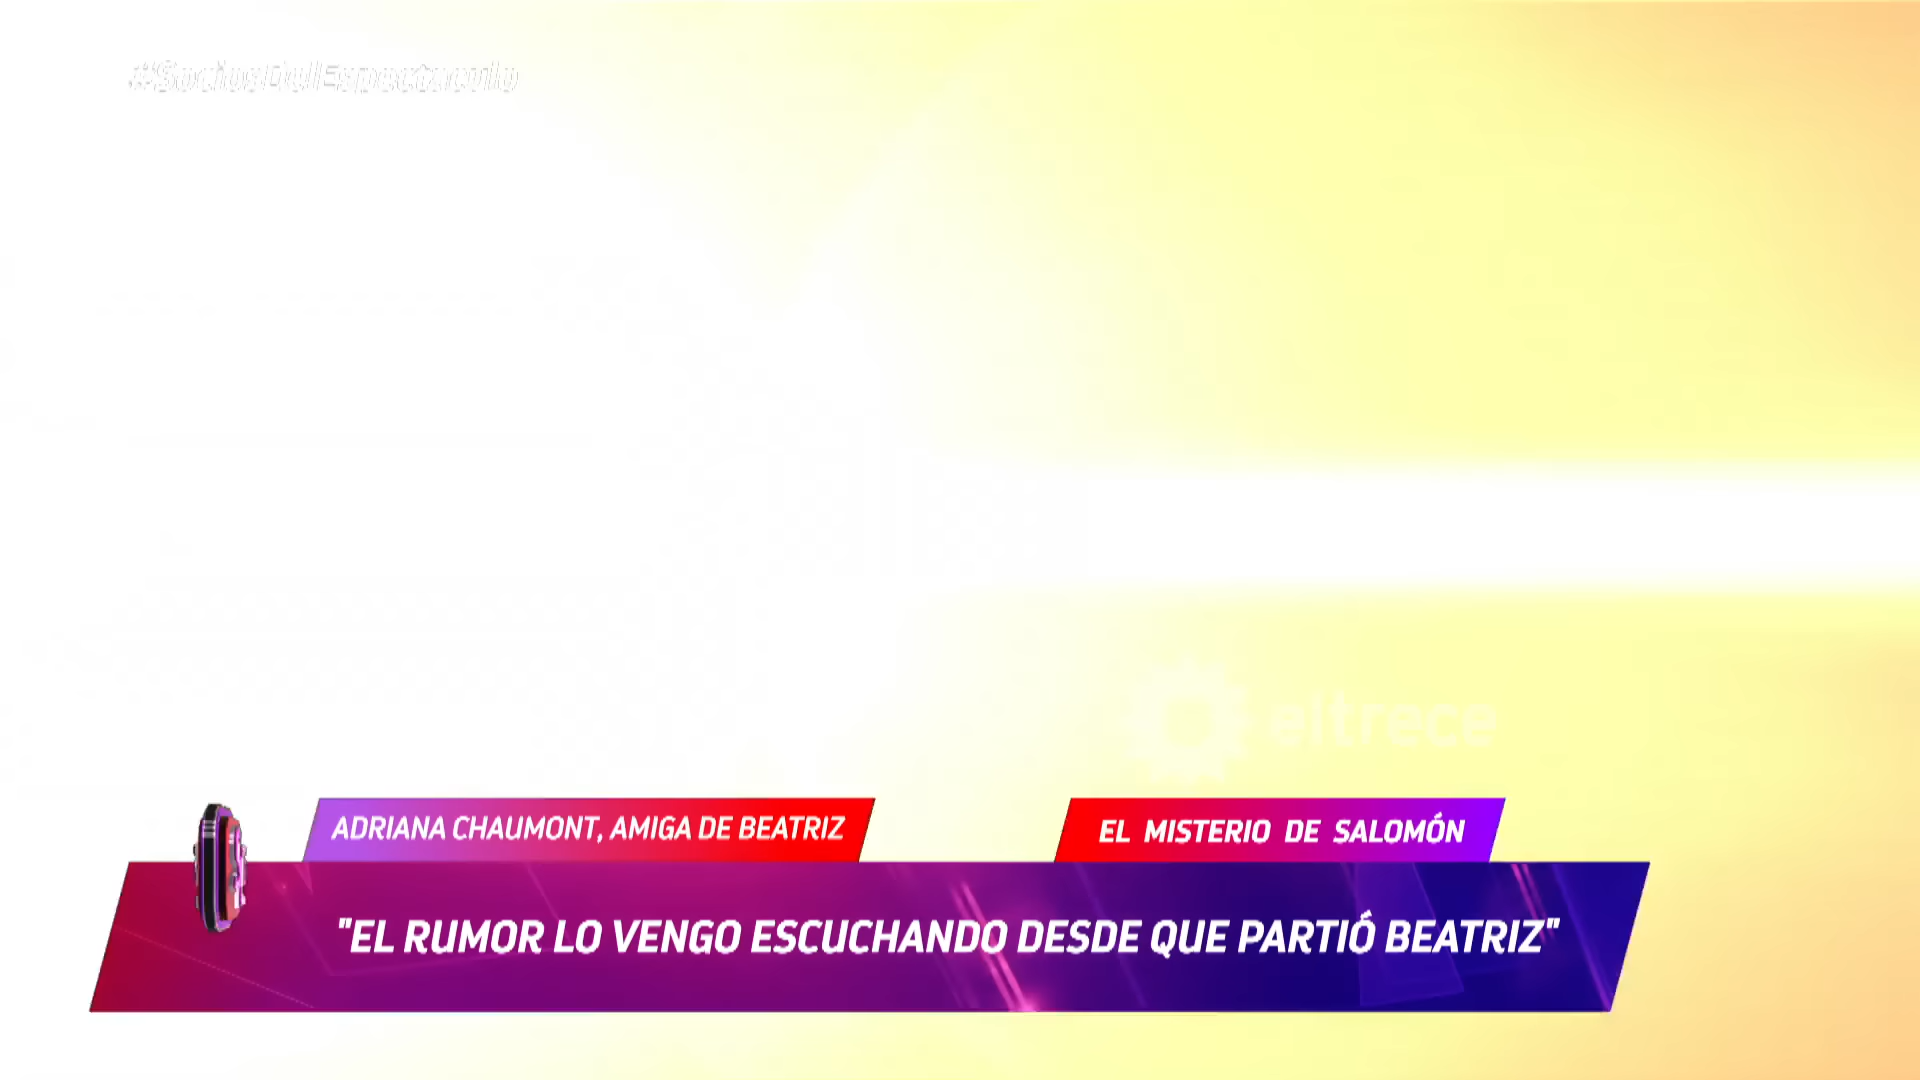 #SociosDelEspectaculo
eltrece
ADRIANA CHAUMONT, AMIGA DE BEATRIZ
EL MISTERIO DE SALOMÓN
"EL RUMOR LO VENGO ESCUCHANDO DESDE QUE PARTIÓ BEATRIZ"